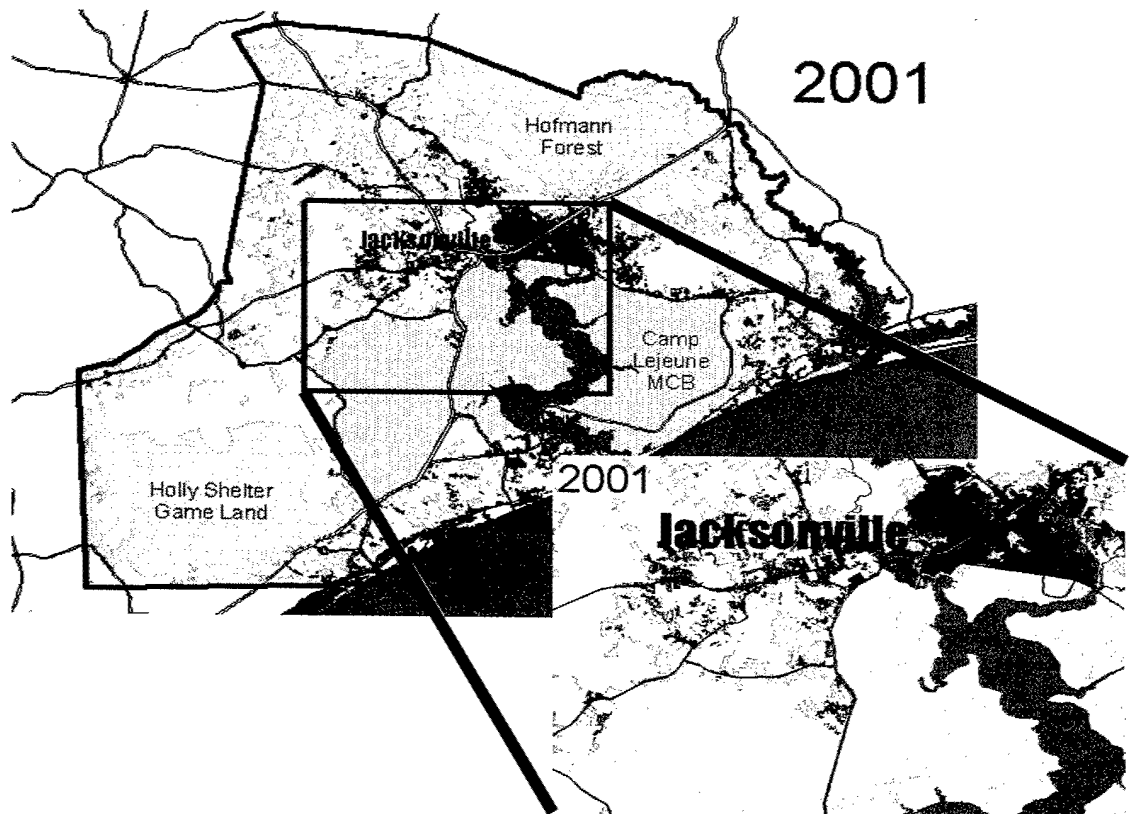 2001
Hofmann
Forest
Jacksonville
Camp
Lejeune
MCB
Holly Shelter
Game Land
2001
Jacksonville